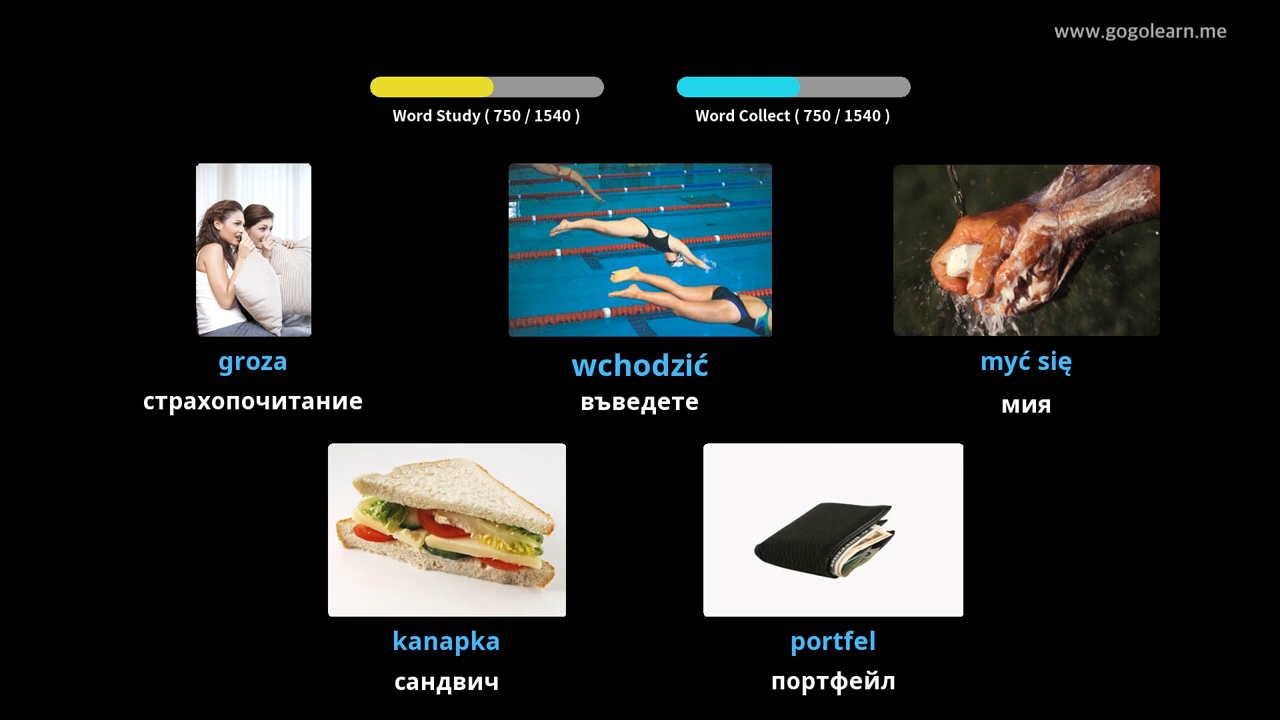 www.gogolearn.me
Word Study ( 750 / 1540 )
Word Collect ( 750 / 1540 )
groza
страхопочитание
wchodzić
въведете
myć się
мия
kanapka
сандвич
portfel
портфейл